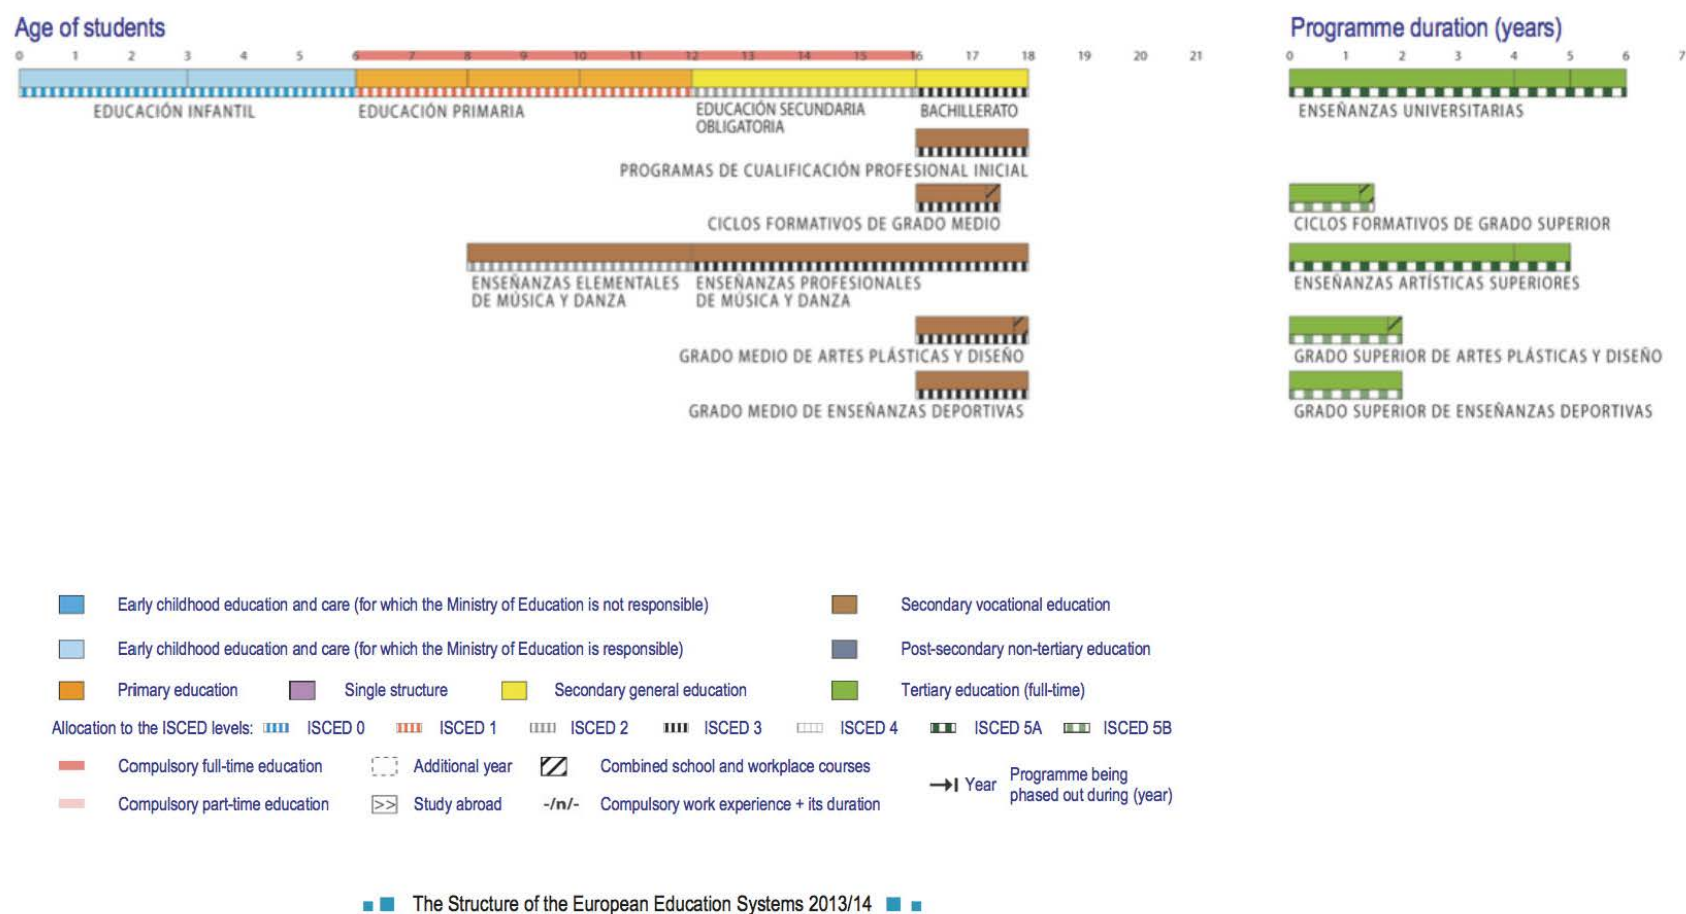 Age of students
Programme duration (years)
0 1 2 3 4 5 6 7 8 9 10 11 12 13 14 15 16 17 18 19 20 21
0 1 2 3 4 5 6 7
EDUCACIÓN INFANTIL
EDUCACIÓN PRIMARIA
EDUCACIÓN SECUNDARIA
OBLIGATORIA
BACHILLERATO
ENSEÑANZAS UNIVERSITARIAS
PROGRAMAS DE CUALIFICACIÓN PROFESIONAL INICIAL
CICLOS FORMATIVOS DE GRADO MEDIO
CICLOS FORMATIVOS DE GRADO SUPERIOR
ENSEÑANZAS ELEMENTALES
DE MÚSICA Y DANZA
ENSEÑANZAS PROFESIONALES
DE MÚSICA Y DANZA
ENSEÑANZAS ARTÍSTICAS SUPERIORES
GRADO MEDIO DE ARTES PLÁSTICAS Y DISEÑO
GRADO SUPERIOR DE ARTES PLÁSTICAS Y DISEÑO
GRADO MEDIO DE ENSEÑANZAS DEPORTIVAS
GRADO SUPERIOR DE ENSEÑANZAS DEPORTIVAS
Early childhood education and care (for which the Ministry of Education is not responsible)
Secondary vocational education
Early childhood education and care (for which the Ministry of Education is responsible)
Post-secondary non-tertiary education
Primary education
Single structure
Secondary general education
Tertiary education (full-time)
Allocation to the ISCED levels: ISCED 0 ISCED 1 ISCED 2 ISCED 3 ISCED 4 ISCED 5A ISCED 5B
Compulsory full-time education
Additional year
Combined school and workplace courses
Year
Programme being
phased out during (year)
Compulsory part-time education
>> Study abroad
-/n/- Compulsory work experience + its duration
The Structure of the European Education Systems 2013/14